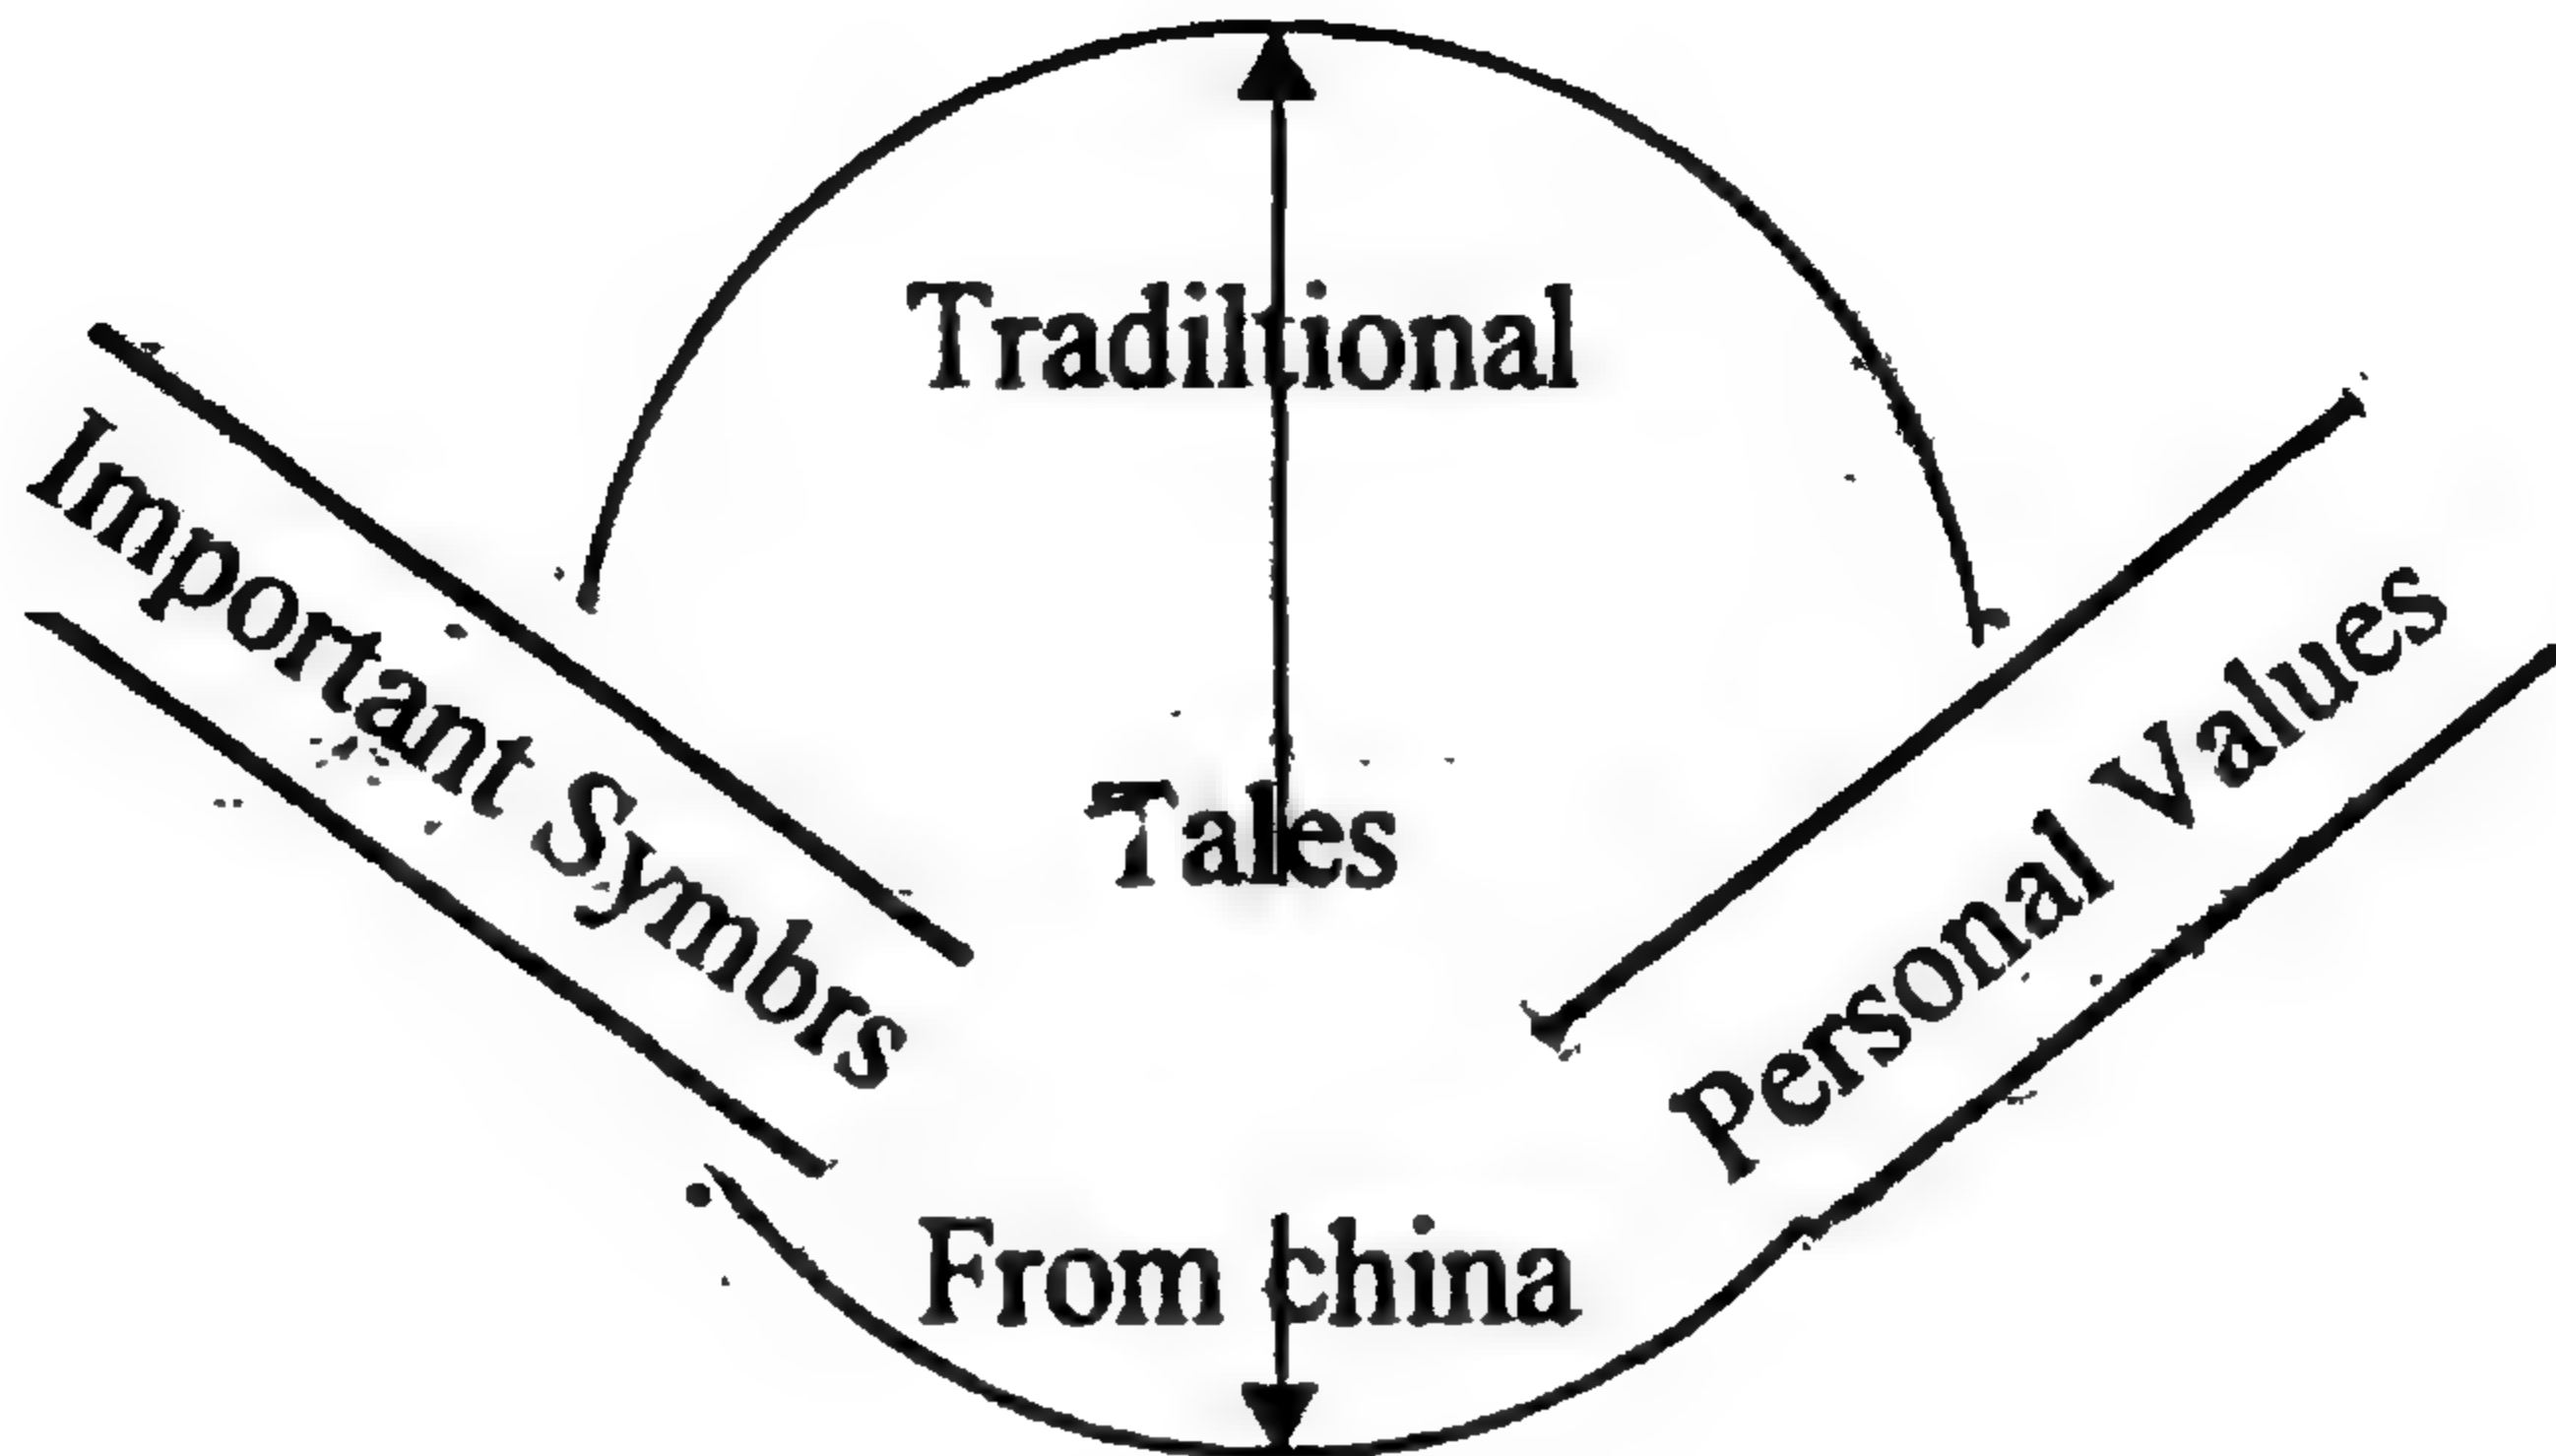 Tradiltional
Important Symbrs
Tales
Personal Values
From china